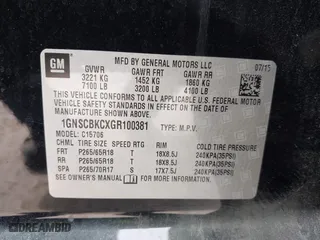 GM
MFD. BY GENERAL MOTORS LLC
07/15
GVWR GAWR FRT GAWR RR
3221 KG 1452 KG 1860 KG
7100 LB 3200 LB 4100 LB
THIS VEHICLE CONFORMS TO ALL APPLICABLE U.S. FEDERAL
MOTOR VEHICLE SAFETY AND THEFT PREVENTION STANDARDS
IN EFFECT ON THE DATE OF MANUFACTURE SHOWN ABOVE.
1GNSCBKCXGR100381 TYPE: M.P.V.
MODEL: C15706
TIRE SIZE SPEED RTG RIM COLD TIRE PRESSURE
FRT P265/65R18 T 18X8.5J 240KPA(35PSI)
RR P265/65R18 T 18X8.5J 240KPA(35PSI)
SPA P265/70R17 S 17X7.5J 240KPA(35PSI)
SEE OWNER'S MANUAL FOR MORE INFORMATION.
© IDREAMBID